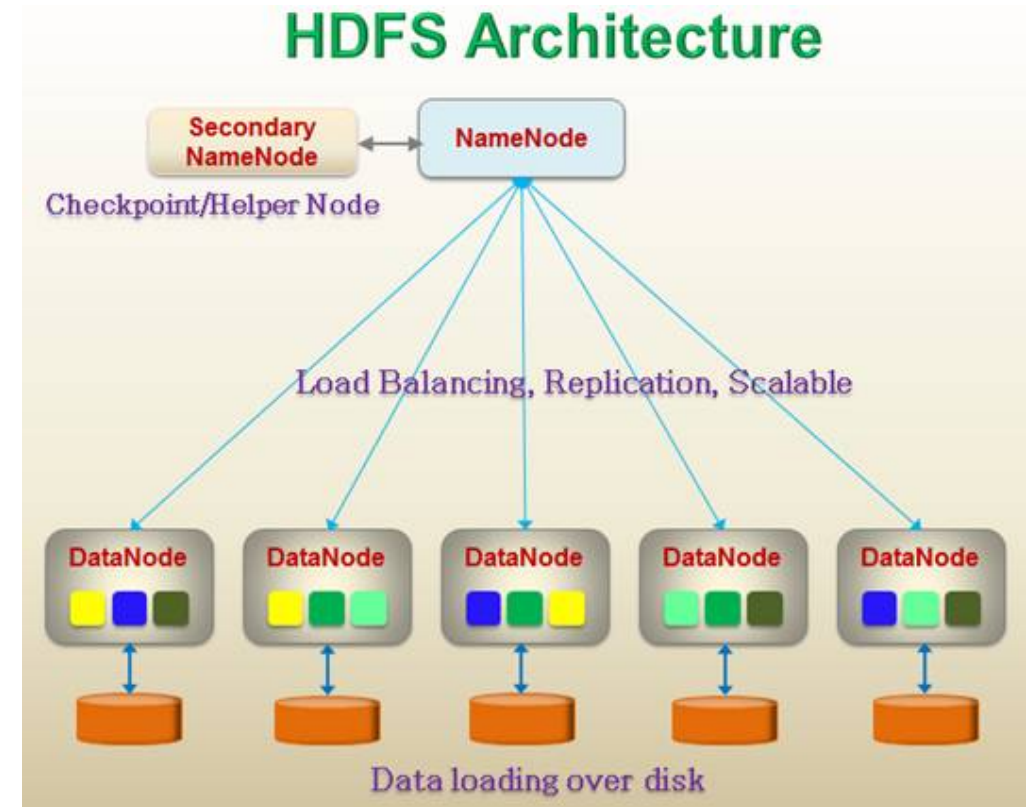 HDFS Architecture
Secondary
NameNode
NameNode
Checkpoint/Helper Node
Load Balancing, Replication, Scalable
DataNode
DataNode
DataNode
DataNode
DataNode
Data loading over disk